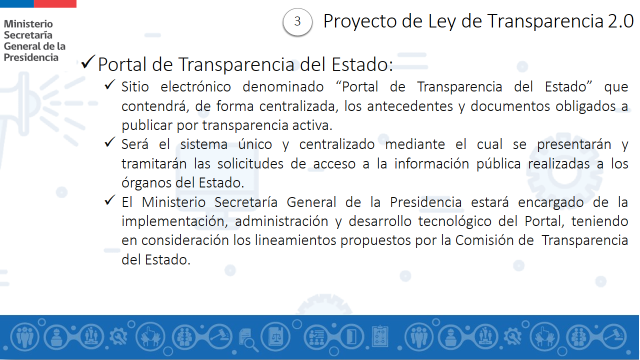 Ministerio
Secretaría
General de la
Presidencia
3
Proyecto de Ley de Transparencia 2.0
✓Portal de Transparencia del Estado:
✓ Sitio electrónico denominado “Portal de Transparencia del Estado” que
contendrá, de forma centralizada, los antecedentes y documentos obligados a
publicar por transparencia activa.
✓ Será el sistema único y centralizado mediante el cual se presentarán y
tramitarán las solicitudes de acceso a la información pública realizadas a los
órganos del Estado.
✓ El Ministerio Secretaría General de la Presidencia estará encargado de la
implementación, administración y desarrollo tecnológico del Portal, teniendo
en consideración los lineamientos propuestos por la Comisión de Transparencia
del Estado.